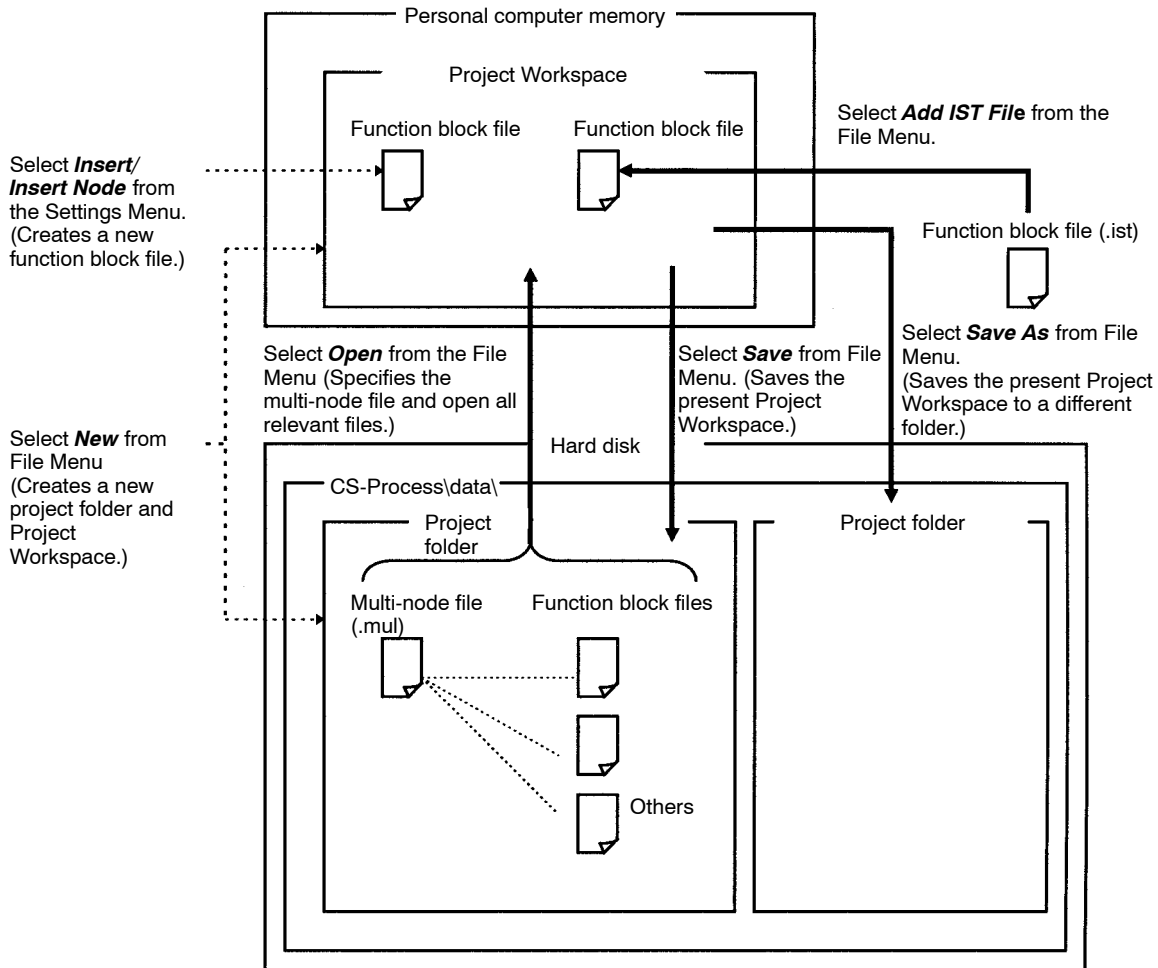 Personal computer memory
Project Workspace
Function block file
Function block file
Select Add IST File from the
File Menu.
Select Insert/
Insert Node from
the Settings Menu.
(Creates a new
function block file.)
Function block file (.ist)
Select Open from the File
Menu (Specifies the
multi-node file and open all
relevant files.)
Select Save from File
Menu. (Saves the
present Project
Workspace.)
Select Save As from File
Menu.
(Saves the present Project
Workspace to a different
folder.)
Select New from
File Menu
(Creates a new
project folder and
Project
Workspace.)
Hard disk
CS-Process\data\
Project
folder
Project folder
Multi-node file
(.mul)
Function block files
Others